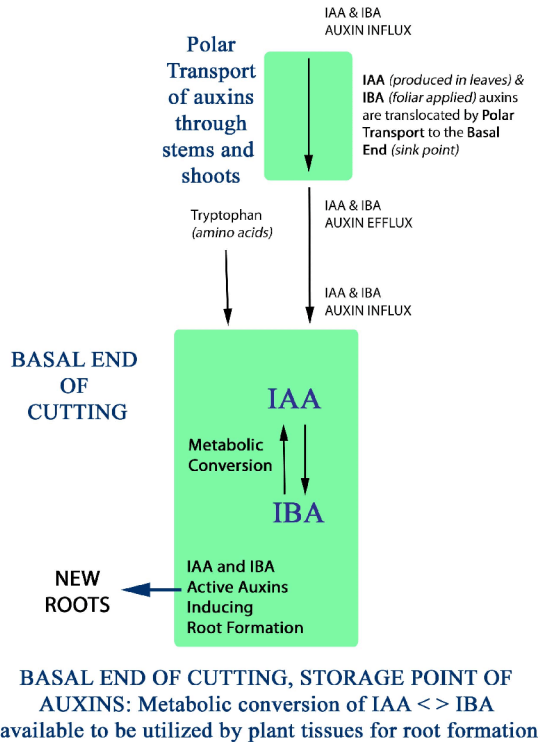 IAA & IBA
AUXIN INFLUX
Polar
Transport
of auxins
through
stems and
shoots
IAA (produced in leaves) &
IBA (foliar applied) auxins
are translocated by Polar
Transport to the Basal
End (sink point)
Tryptophan
(amino acids)
IAA & IBA
AUXIN EFFLUX
IAA & IBA
AUXIN INFLUX
BASAL END
OF
CUTTING
IAA
Metabolic
Conversion
IBA
NEW
ROOTS
IAA and IBA
Active Auxins
Inducing
Root Formation
BASAL END OF CUTTING, STORAGE POINT OF
AUXINS: Metabolic conversion of IAA < > IBA
available to be utilized by plant tissues for root formation